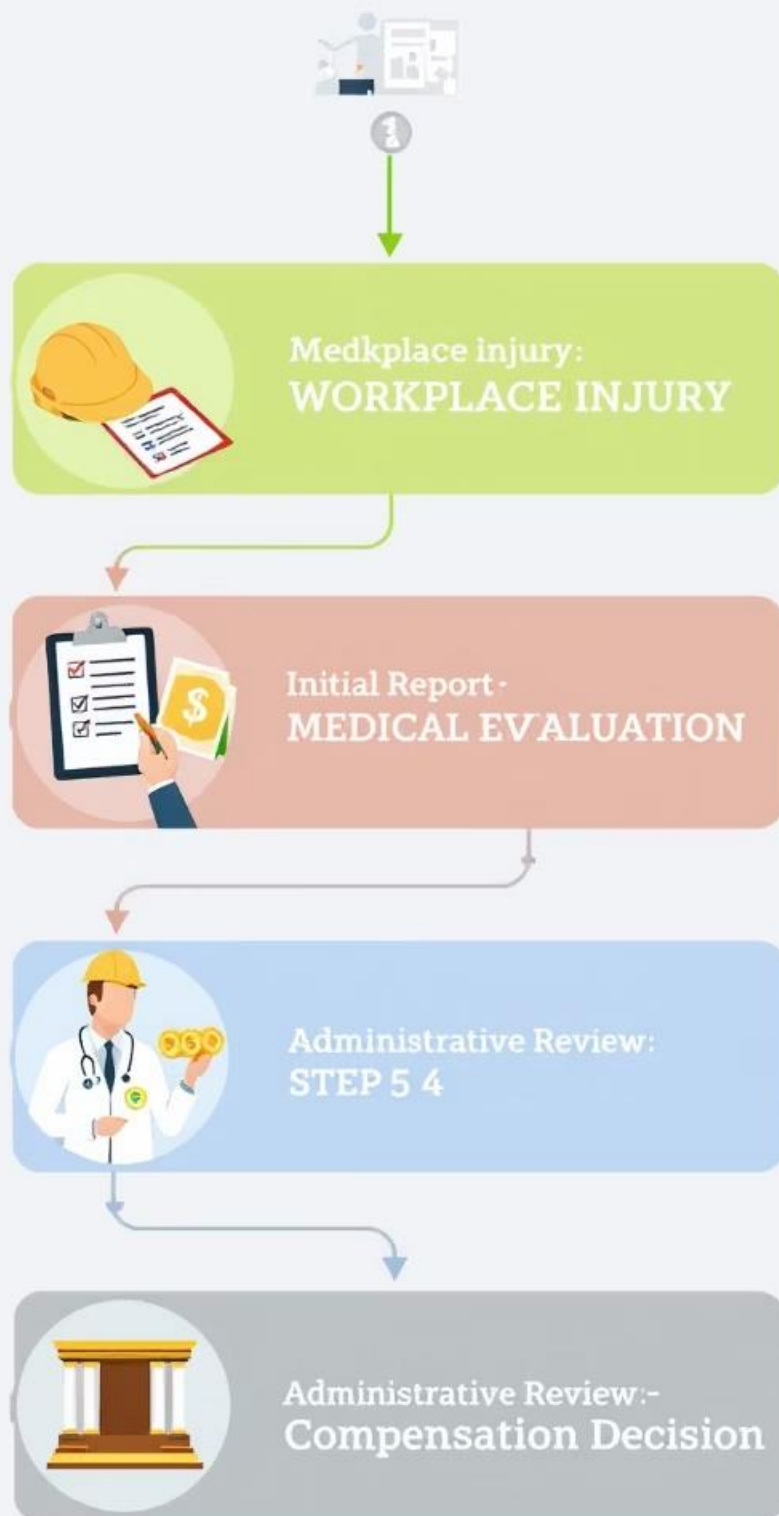 Medkplace injury:
WORKPLACE INJURY
Initial Report -
MEDICAL EVALUATION
Administrative Review:
STEP 5 4
Administrative Review:-
Compensation Decision